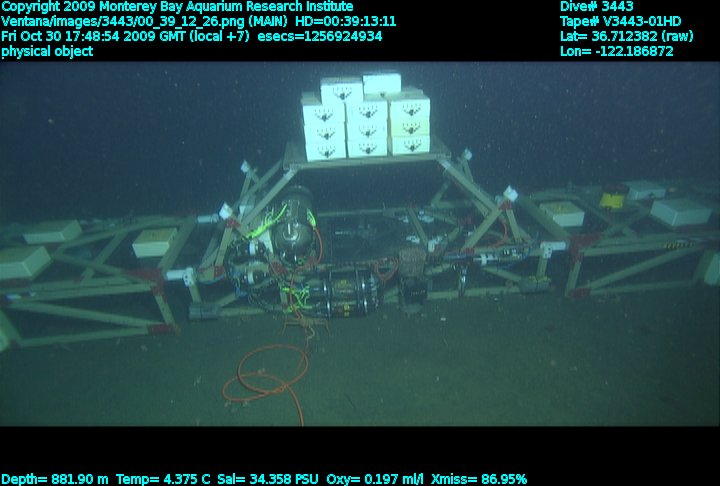 Copyright 2009 Monterey Bay Aquarium Research Institute
Ventana/images/3443/00_39_12_26.png (MAIN)  HD=00:39:13:11
Fri Oct 30 17:48:54 2009 GMT (local +7)  esecs=1256924934
physical object
Dive# 3443
Tape# V3443-01HD
Lat= 36.712382 (raw)
Lon= -122.186872
Depth= 881.90 m  Temp= 4.375 C  Sal= 34.358 PSU  Oxy= 0.197 ml/l  Xmiss= 86.95%